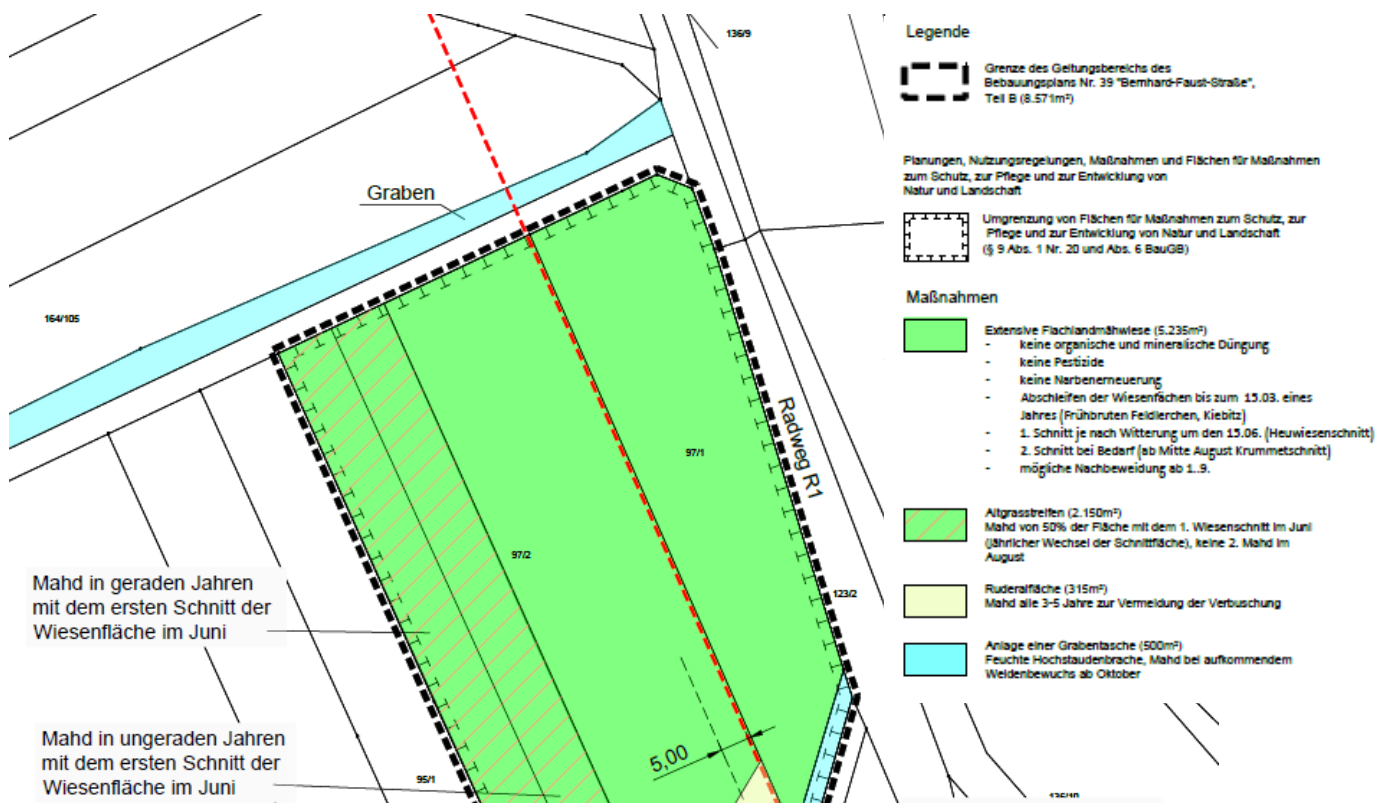 136/9
Graben
164/105
97/1
Radweg R1
97/2
123/2
Mahd in geraden Jahren
mit dem ersten Schnitt der
Wiesenfläche im Juni
Mahd in ungeraden Jahren
mit dem ersten Schnitt der
Wiesenfläche im Juni
95/1
5,00
Legende
Grenze des Geltungsbereichs des
Bebauungsplans Nr. 39 "Bernhard-Faust-Straße",
Teil B (8.571m²)
Planungen, Nutzungsregelungen, Maßnahmen und Flächen für Maßnahmen
zum Schutz, zur Pflege und zur Entwicklung von
Natur und Landschaft
Umgrenzung von Flächen für Maßnahmen zum Schutz, zur
Pflege und zur Entwicklung von Natur und Landschaft
(§ 9 Abs. 1 Nr. 20 und Abs. 6 BauGB)
Maßnahmen
Extensive Flachlandmähwiese (5.235m²)
- keine organische und mineralische Düngung
- keine Pestizide
- keine Narbenerneuerung
- Abschleifen der Wiesenfächen bis zum 15.03. eines
Jahres (Frühbruten Feldlerchen, Kiebitz)
- 1. Schnitt je nach Witterung um den 15.06. (Heuwiesenschnitt)
- 2. Schnitt bei Bedarf (ab Mitte August Krummetschnitt)
- mögliche Nachbeweidung ab 1..9.
Altgrasstreifen (2.150m²)
Mahd von 50% der Fläche mit dem 1. Wiesenschnitt im Juni
(jährlicher Wechsel der Schnittfläche), keine 2. Mahd im
August
Ruderalfläche (315m²)
Mahd alle 3-5 Jahre zur Vermeidung der Verbuschung
Anlage einer Grabentasche (500m²)
Feuchte Hochstaudenbrache, Mahd bei aufkommendem
Weidenbewuchs ab Oktober